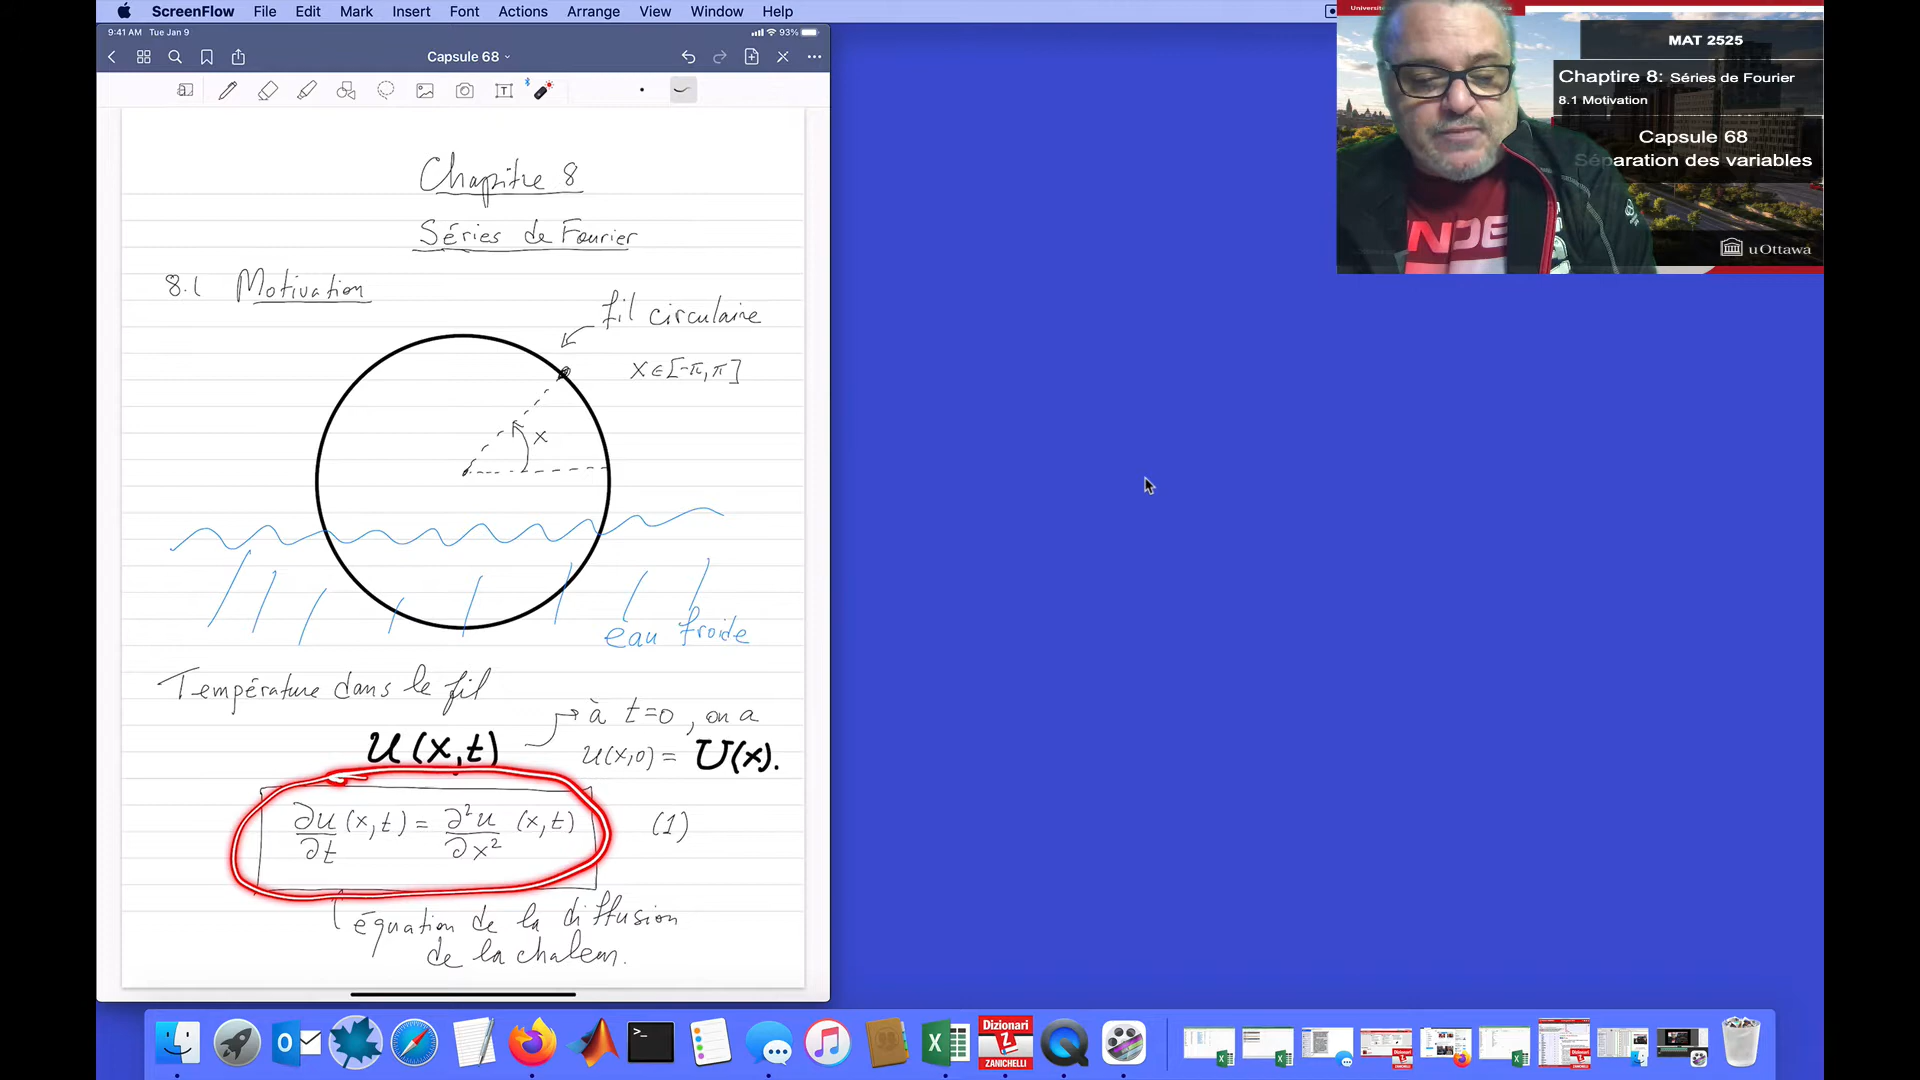 ScreenFlow File Edit Mark Insert Font Actions Arrange View Window Help
9:41 AM Tue Jan 9
93%
Capsule 68
Chapitre 8
Séries de Fourier
8.1 Motivation
fil circulaire
x ∈ [-π, π]
x
eau froide
Température dans le fil
à t=0, on a
u(x,t)
u(x,0) = U(x).
∂u/∂t (x,t) = ∂²u/∂x² (x,t) (1)
équation de la diffusion
de la chaleur.
MAT 2525
Chaptire 8: Séries de Fourier
8.1 Motivation
Capsule 68
Séparation des variables
uOttawa
Dizionari
Z
ZANICHELLI